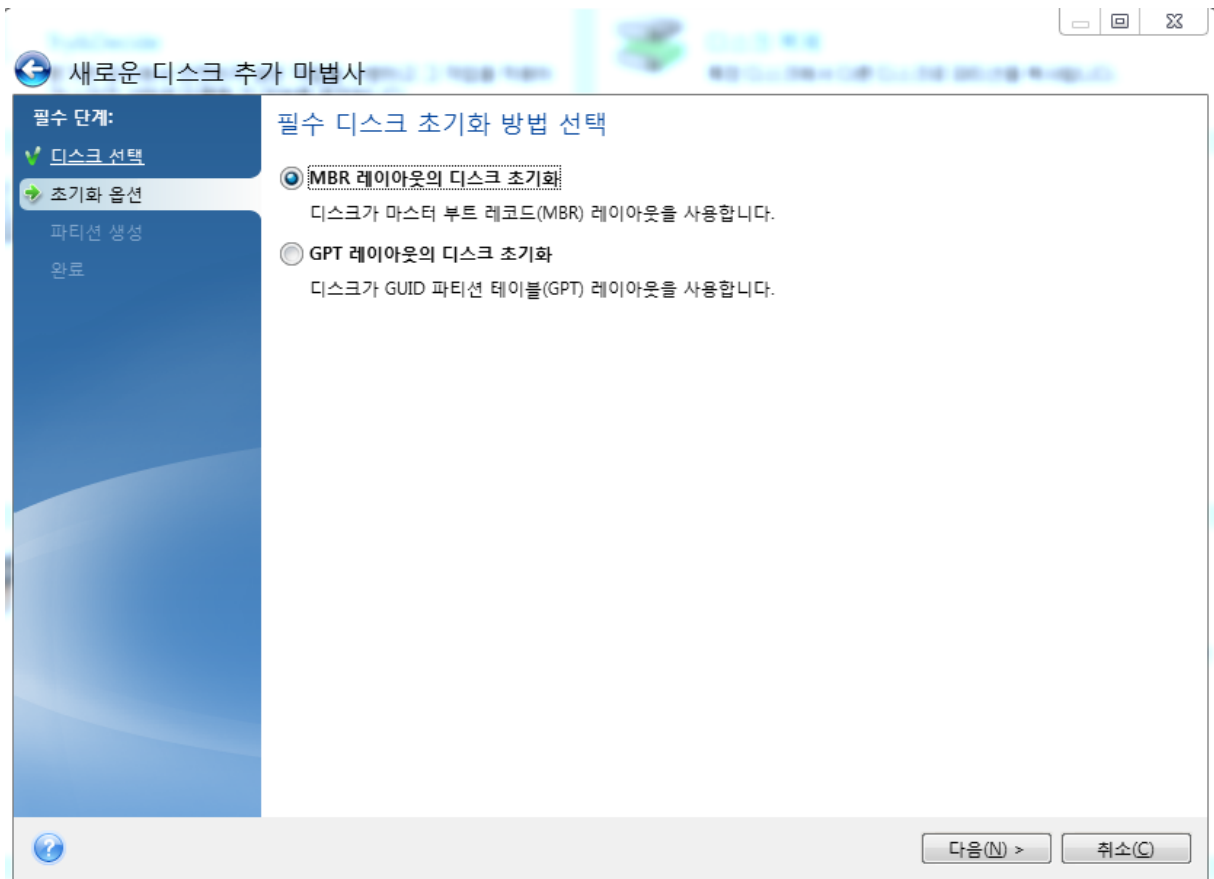 새로운 디스크 추가 마법사
필수 단계:
디스크 선택
초기화 옵션
파티션 생성
완료
필수 디스크 초기화 방법 선택
MBR 레이아웃의 디스크 초기화
디스크가 마스터 부트 레코드(MBR) 레이아웃을 사용합니다.
GPT 레이아웃의 디스크 초기화
디스크가 GUID 파티션 테이블(GPT) 레이아웃을 사용합니다.
다음(N) >
취소(C)